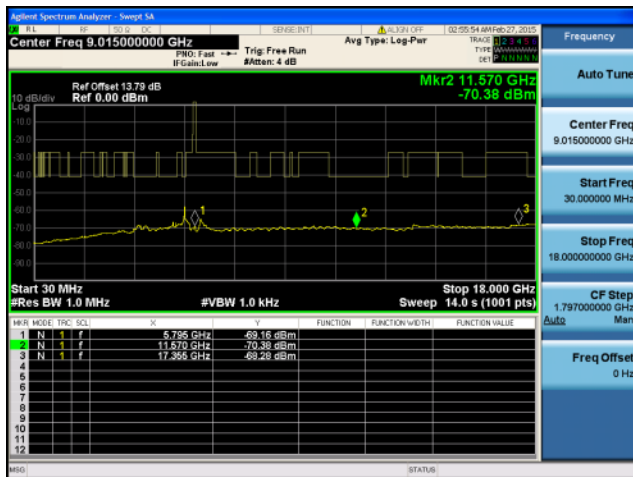 Agilent Spectrum Analyzer - Swept SA
RL RF 50 Ω DC SENSE:INT ALIGN OFF 02:55:54 AM Feb 27, 2015
Center Freq 9.015000000 GHz
PNO: Fast
IFGain:Low
Trig: Free Run
#Atten: 4 dB
Avg Type: Log-Pwr
TRACE 1 2 3 4 5 6
TYPE
DET P N N N N N
Ref Offset 13.79 dB
Ref 0.00 dBm
10 dB/div
Log
Mkr2 11.570 GHz
-70.38 dBm
-10.0
-20.0
-30.0
-40.0
-50.0
-60.0
-70.0
-80.0
-90.0
1
2
3
Start 30 MHz
#Res BW 1.0 MHz
#VBW 1.0 kHz
Stop 18.000 GHz
Sweep 14.0 s (1001 pts)
MKR MODE TRC SCL X Y FUNCTION FUNCTION WIDTH FUNCTION VALUE
1 N 1 f 5.795 GHz -69.16 dBm
2 N 1 f 11.570 GHz -70.38 dBm
3 N 1 f 17.355 GHz -68.28 dBm
4
5
6
7
8
9
10
11
12
MSG STATUS
Frequency
Auto Tune
Center Freq
9.015000000 GHz
Start Freq
30.000000 MHz
Stop Freq
18.000000000 GHz
CF Step
1.797000000 GHz
Auto Man
Freq Offset
0 Hz